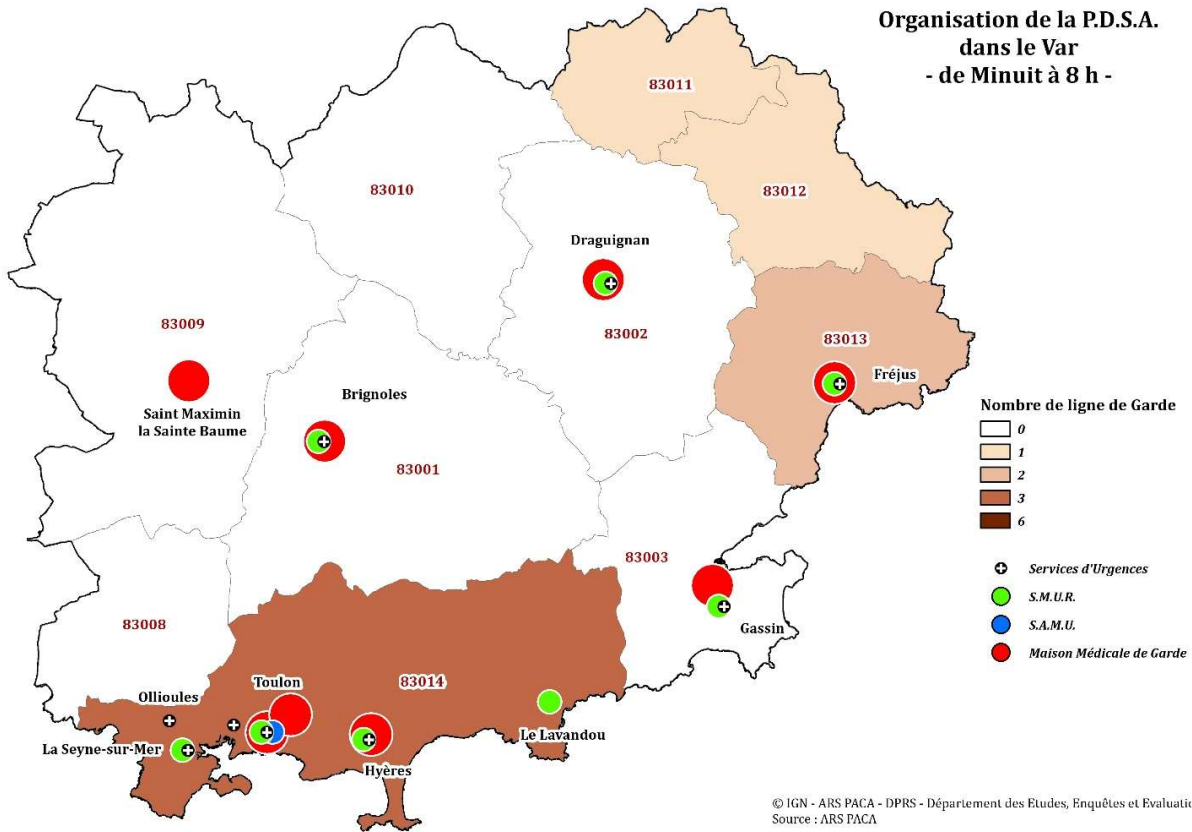 Organisation de la P.D.S.A.
dans le Var
- de Minuit à 8 h -
83011
83010
83012
Draguignan
83009
83002
83013
Fréjus
Saint Maximin
la Sainte Baume
Brignoles
83001
Nombre de ligne de Garde
0
1
2
3
6
83003
Services d'Urgences
S.M.U.R.
S.A.M.U.
Maison Médicale de Garde
83008
Gassin
Ollioules
Toulon
83014
La Seyne-sur-Mer
Le Lavandou
Hyères
© IGN - ARS PACA - DPRS - Département des Etudes, Enquêtes et Evaluatio
Source : ARS PACA